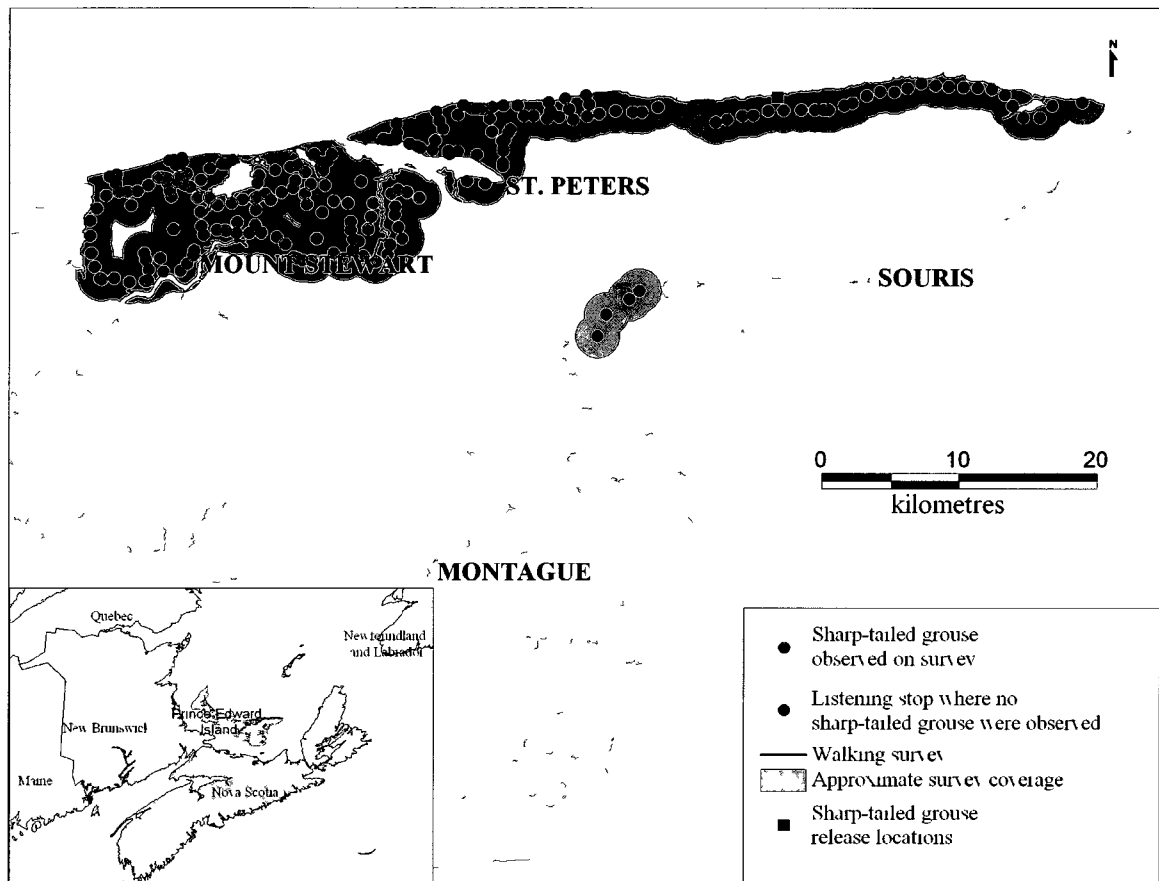 N
ST. PETERS
MOUNT STEWART
SOURIS
0 10 20
kilometres
MONTAGUE
Quebec
Newfoundland
and Labrador
Prince Edward
Island
New Brunswick
Maine
Nova Scotia
Sharp-tailed grouse
observed on survey
Listening stop where no
sharp-tailed grouse were observed
Walking survey
Approximate survey coverage
Sharp-tailed grouse
release locations